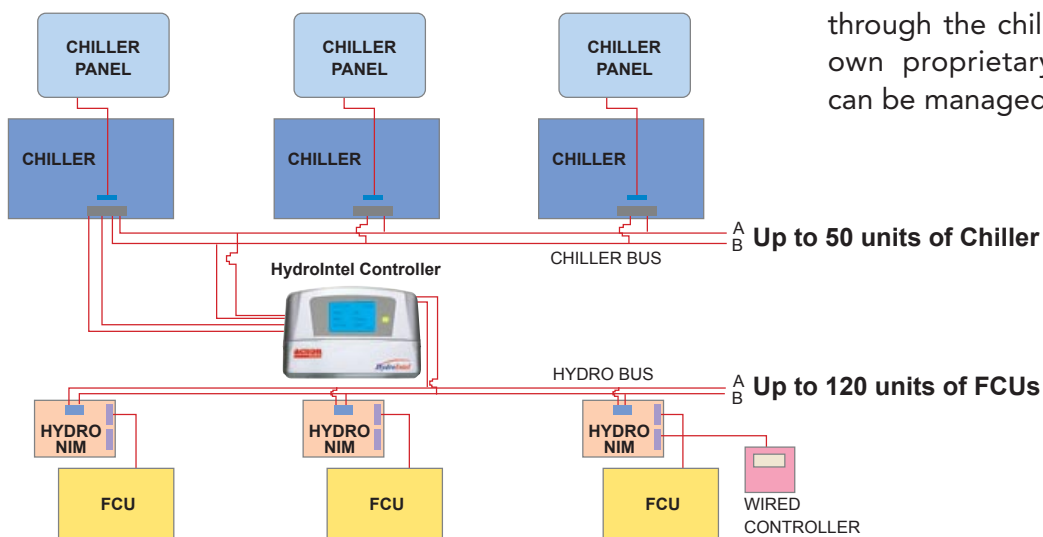 through the chil
own proprietary
can be managed
CHILLER
PANEL
CHILLER
PANEL
CHILLER
PANEL
CHILLER
CHILLER
CHILLER
A
B
Up to 50 units of Chiller
CHILLER BUS
HydroIntel Controller
ACSON
HydroIntel
HYDRO BUS
A
B
Up to 120 units of FCUs
HYDRO
NIM
HYDRO
NIM
HYDRO
NIM
FCU
FCU
FCU
WIRED
CONTROLLER